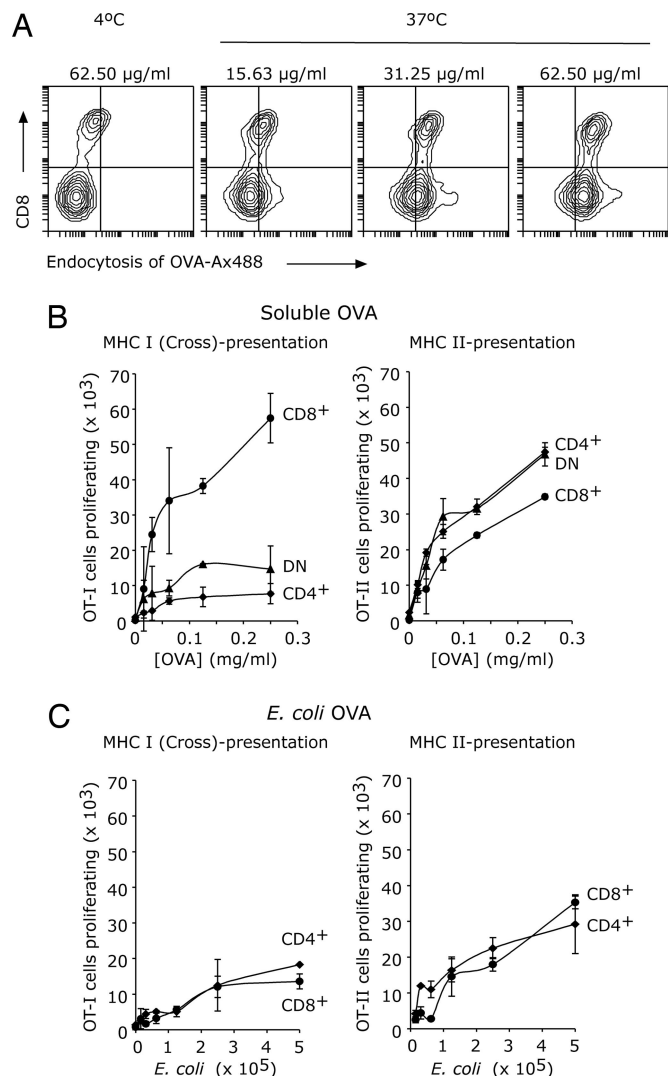 A
4ºC 37ºC
62.50 µg/ml 15.63 µg/ml 31.25 µg/ml 62.50 µg/ml
CD8
Endocytosis of OVA-Ax488
B
Soluble OVA
MHC I (Cross)-presentation
OT-I cells proliferating (x 10³)
70
60
50
40
30
20
10
0
CD8+
DN
CD4+
0 0.1 0.2 0.3
[OVA] (mg/ml)
MHC II-presentation
OT-II cells proliferating (x 10³)
70
60
50
40
30
20
10
0
CD4+
DN
CD8+
0 0.1 0.2 0.3
[OVA] (mg/ml)
C
E. coli OVA
MHC I (Cross)-presentation
OT-I cells proliferating (x 10³)
70
60
50
40
30
20
10
0
CD4+
CD8+
0 1 2 3 4 5
E. coli (x 10⁵)
MHC II-presentation
OT-II cells proliferating (x 10³)
70
60
50
40
30
20
10
0
CD8+
CD4+
0 1 2 3 4 5
E. coli (x 10⁵)